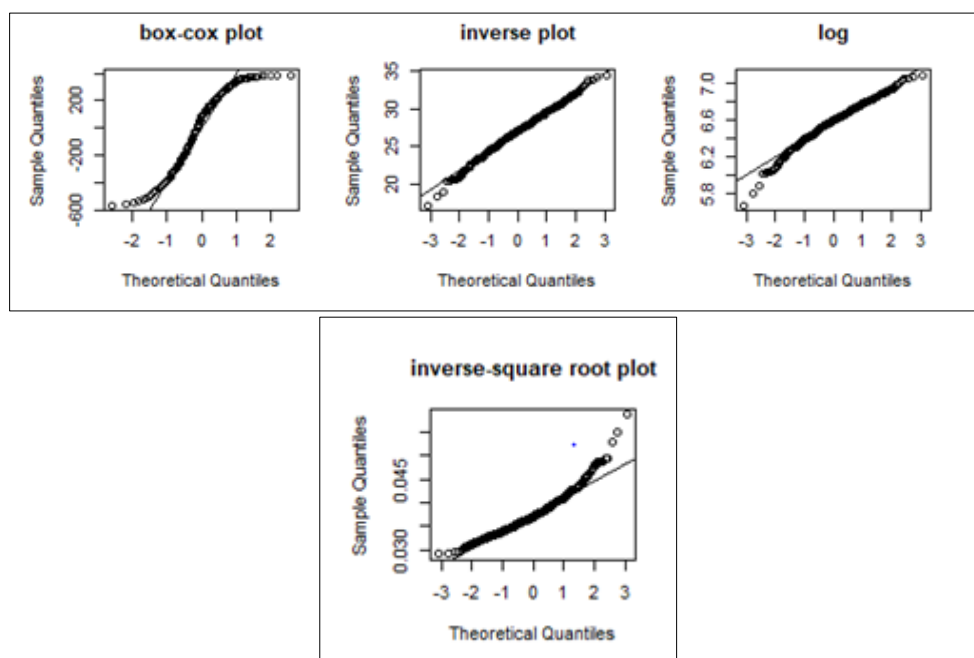 box-cox plot
Sample Quantiles
-600 -200 200
-2 -1 0 1 2
Theoretical Quantiles
inverse plot
Sample Quantiles
20 25 30 35
-3 -2 -1 0 1 2 3
Theoretical Quantiles
log
Sample Quantiles
5.8 6.2 6.6 7.0
-3 -2 -1 0 1 2 3
Theoretical Quantiles
inverse-square root plot
Sample Quantiles
0.030 0.045
-3 -2 -1 0 1 2 3
Theoretical Quantiles